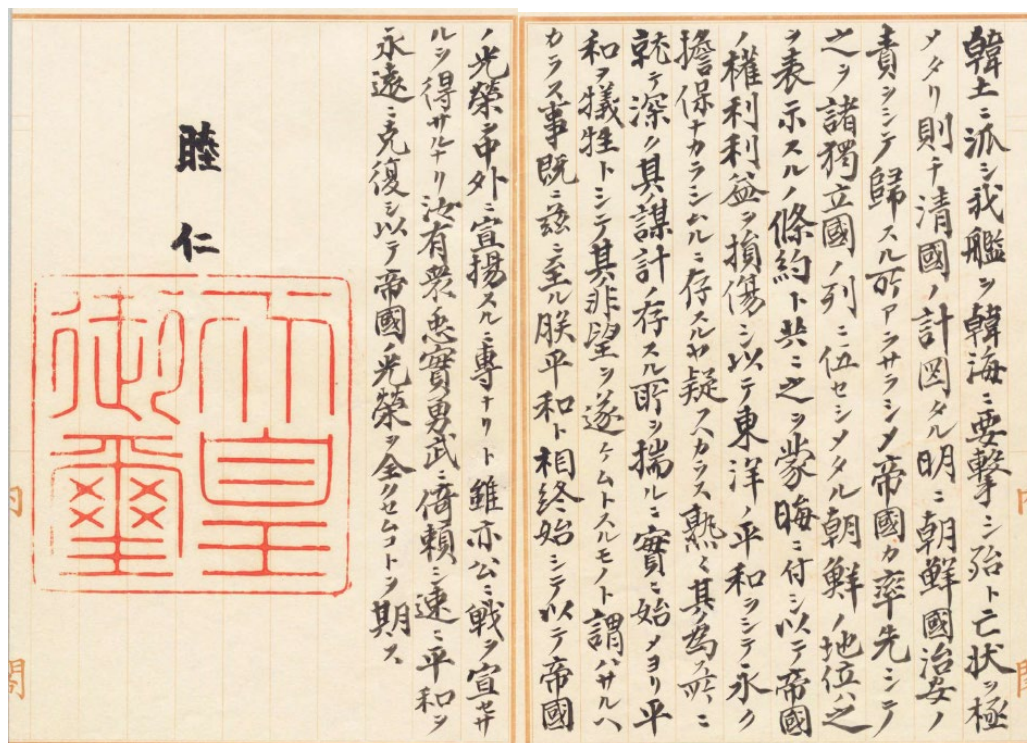 韓土ニ派シ我艦ヲ韓海ニ要撃シ殆ト亡状ヲ極
メタリ則チ清國ノ計図タル明ニ朝鮮國治安ノ
責ヲシテ歸スル所アラサラシメ帝國カ率先シテ
之ヲ諸獨立國ノ列ニ伍セシメタル朝鮮ノ地位ハ之
ヲ表示スルノ條約ト共ニ之ヲ蒙晦ニ付シ以テ帝國
ノ權利利益ヲ損傷シ以テ東洋ノ平和ヲシテ永ク
擔保ナカラシムルニ存スルヤ疑フヘカラス熟々其ノ為ス所ニ
就テ深ク其ノ謀計ノ存スル所ヲ揣ルニ實ニ始メヨリ平
和ヲ犠牲トシテ其非望ヲ遂ケムトスルモノト謂ハサルヘ
カラス事既ニ茲ニ至ル朕平和ト相終始シテ以テ帝國
ノ光榮ヲ中外ニ宣揚スルニ專ナリト雖亦公ニ戰ヲ宣セサ
ルヲ得サルナリ汝有衆ノ忠實勇武ニ倚頼シ速ニ平和ヲ
永遠ニ克復シ以テ帝國ノ光榮ヲ全クセムコトヲ期ス
睦仁
天皇
御璽